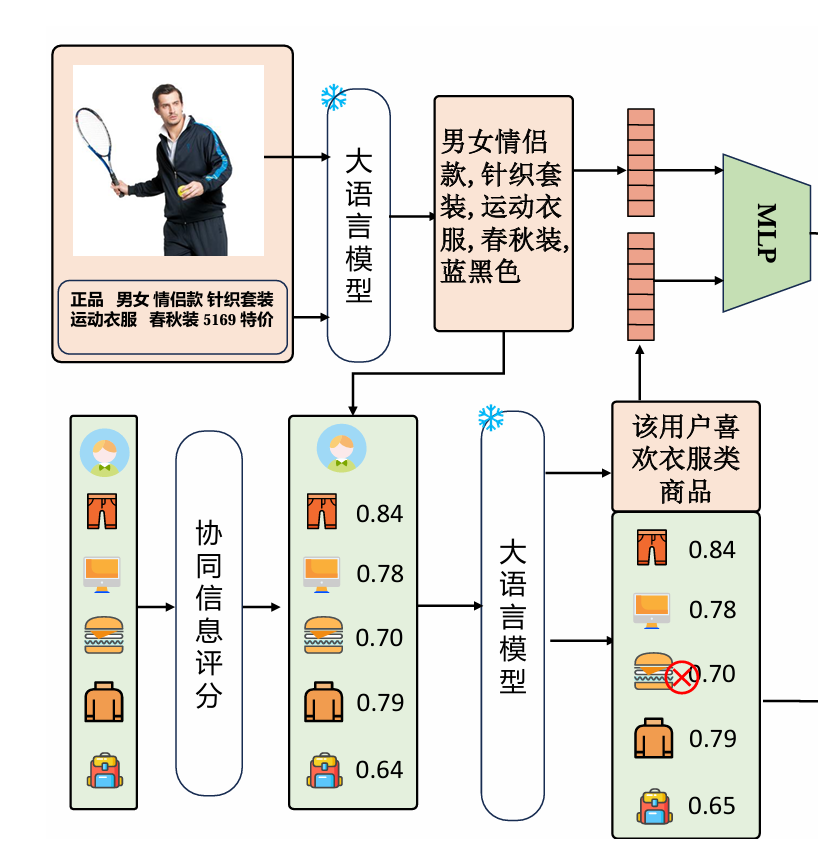 正品 男女 情侣款 针织套装
运动衣服 春秋装 5169 特价
大
语
言
模
型
男女情侣
款, 针织套
装, 运动衣
服, 春秋装,
蓝黑色
MLP
协
同
信
息
评
分
0.84
0.78
0.70
0.79
0.64
大
语
言
模
型
该用户喜
欢衣服类
商品
0.84
0.78
0.70
0.79
0.65